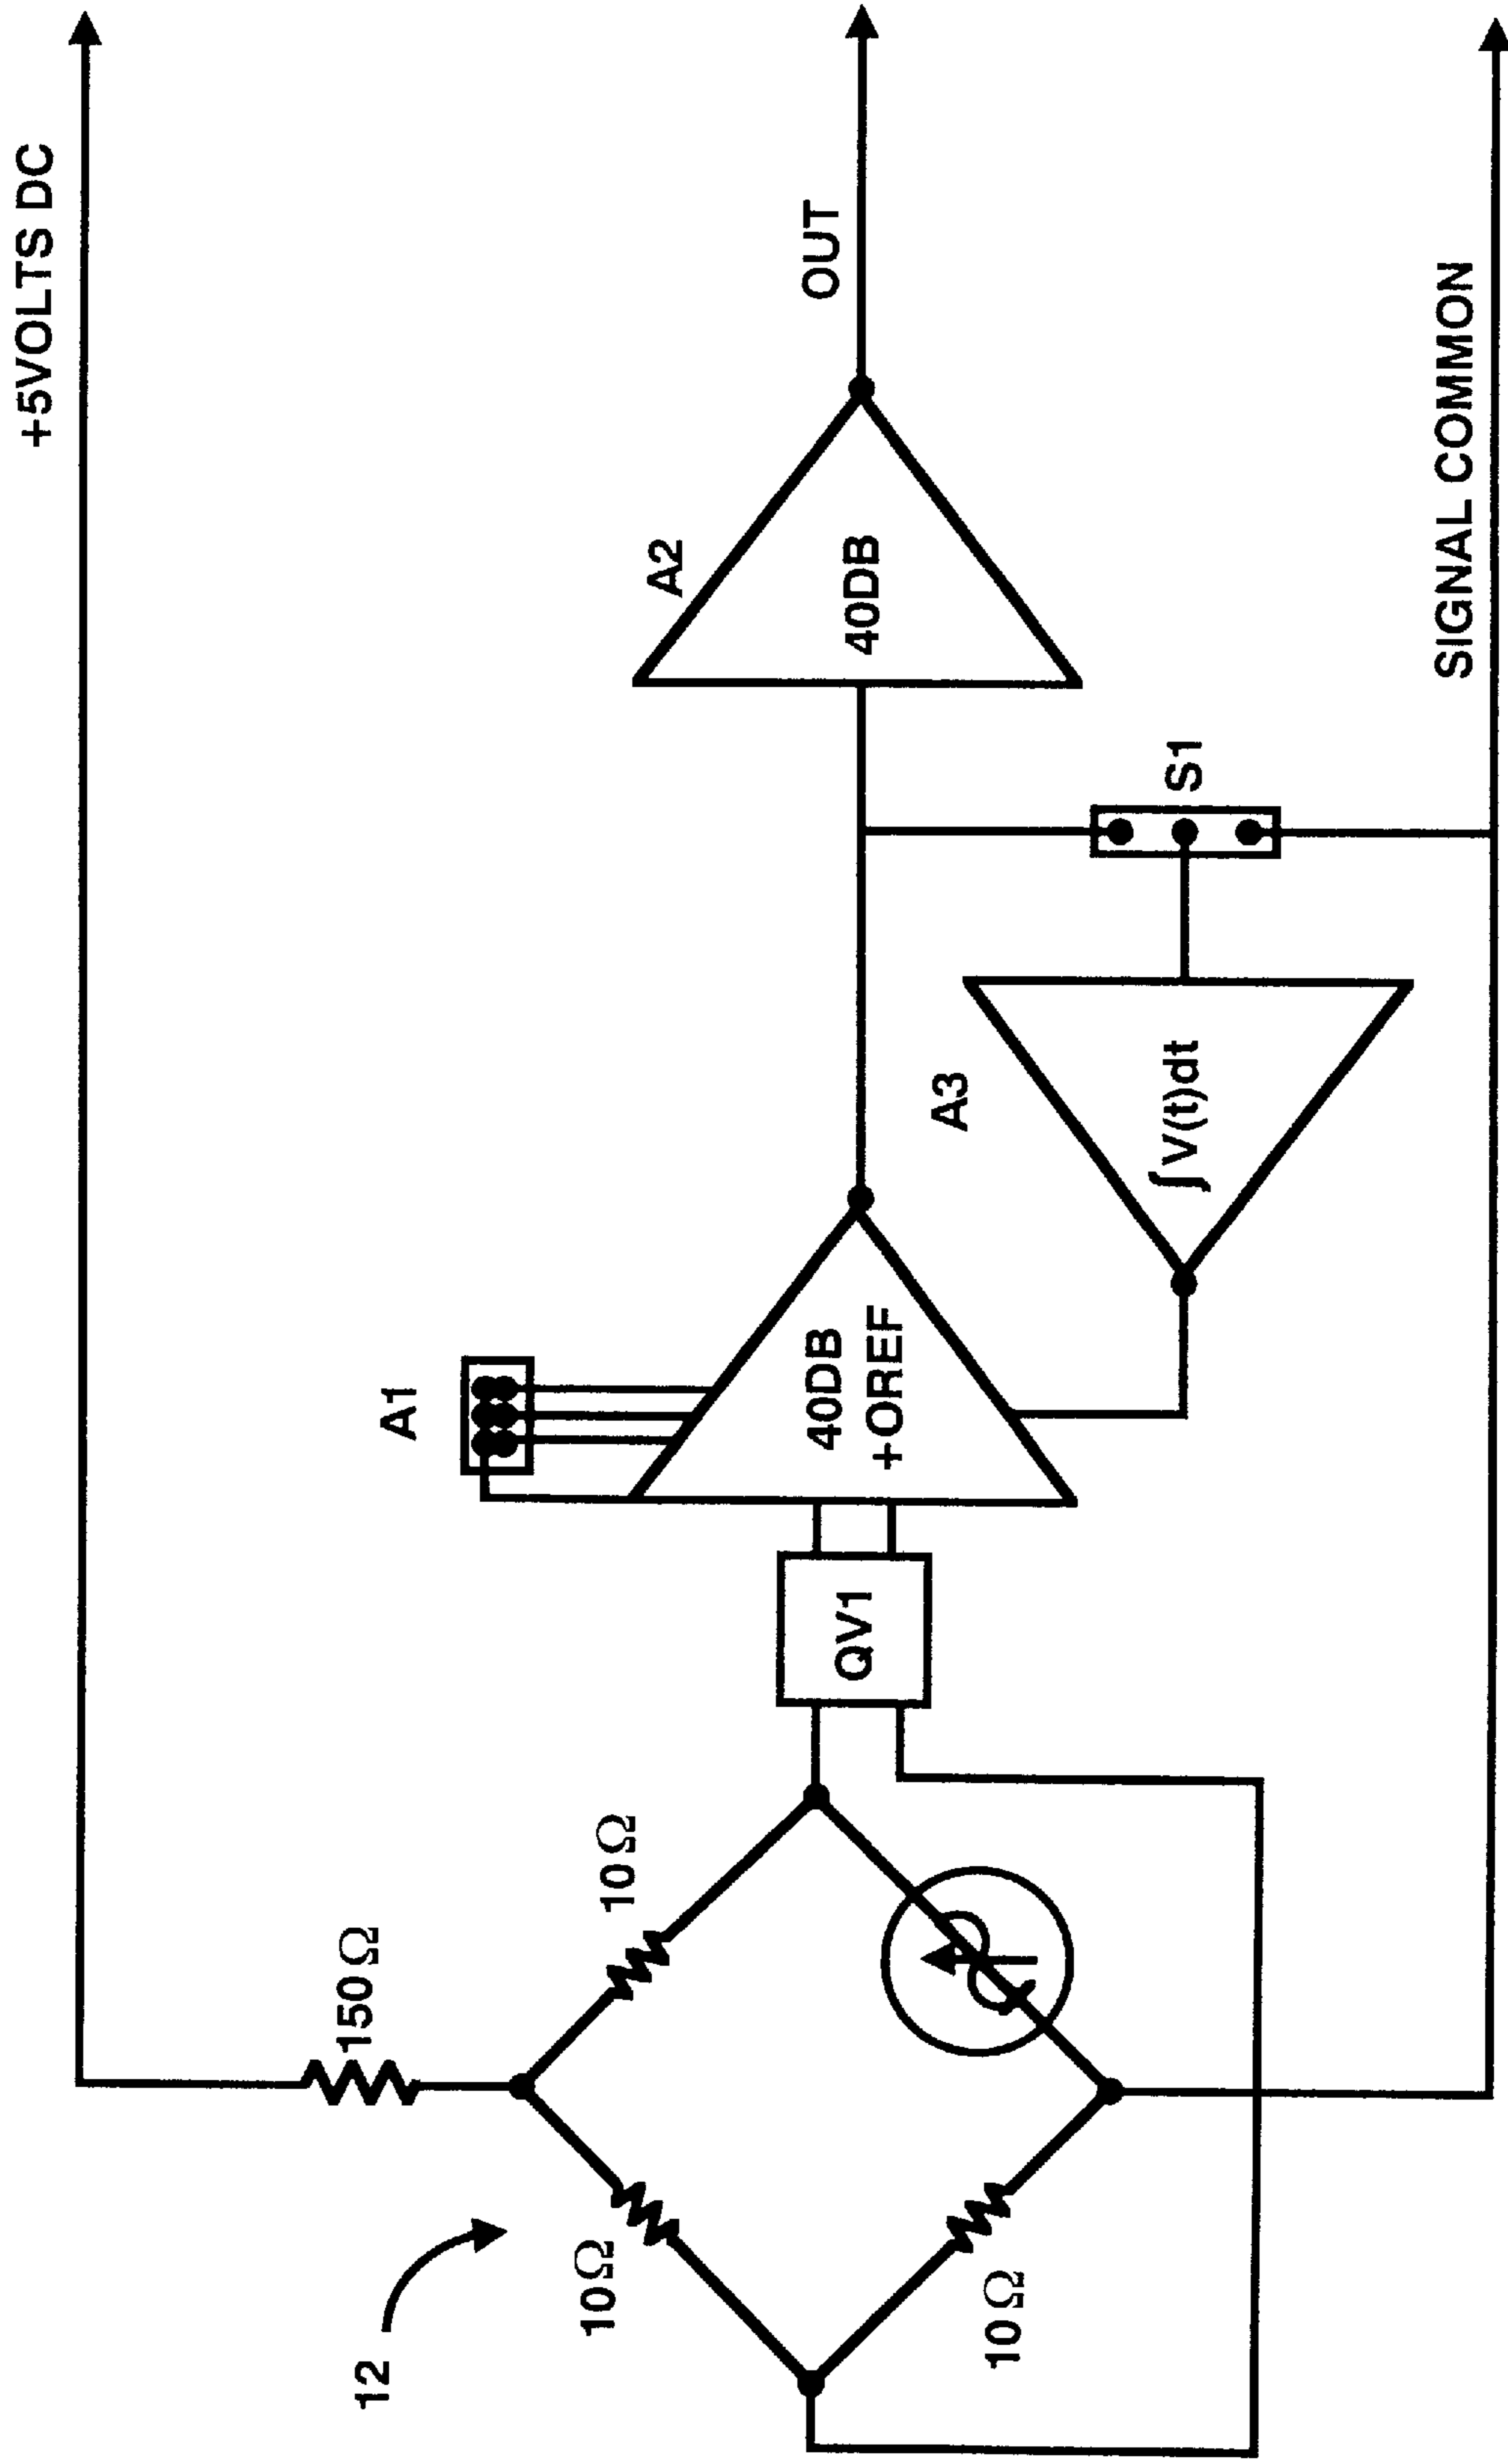 +5VOLTS DC
150Ω
12
10Ω
10Ω
10Ω
QV1
A1
40DB
+OREF
A3
∫V(t)dt
S1
A2
40DB
OUT
SIGNAL COMMON